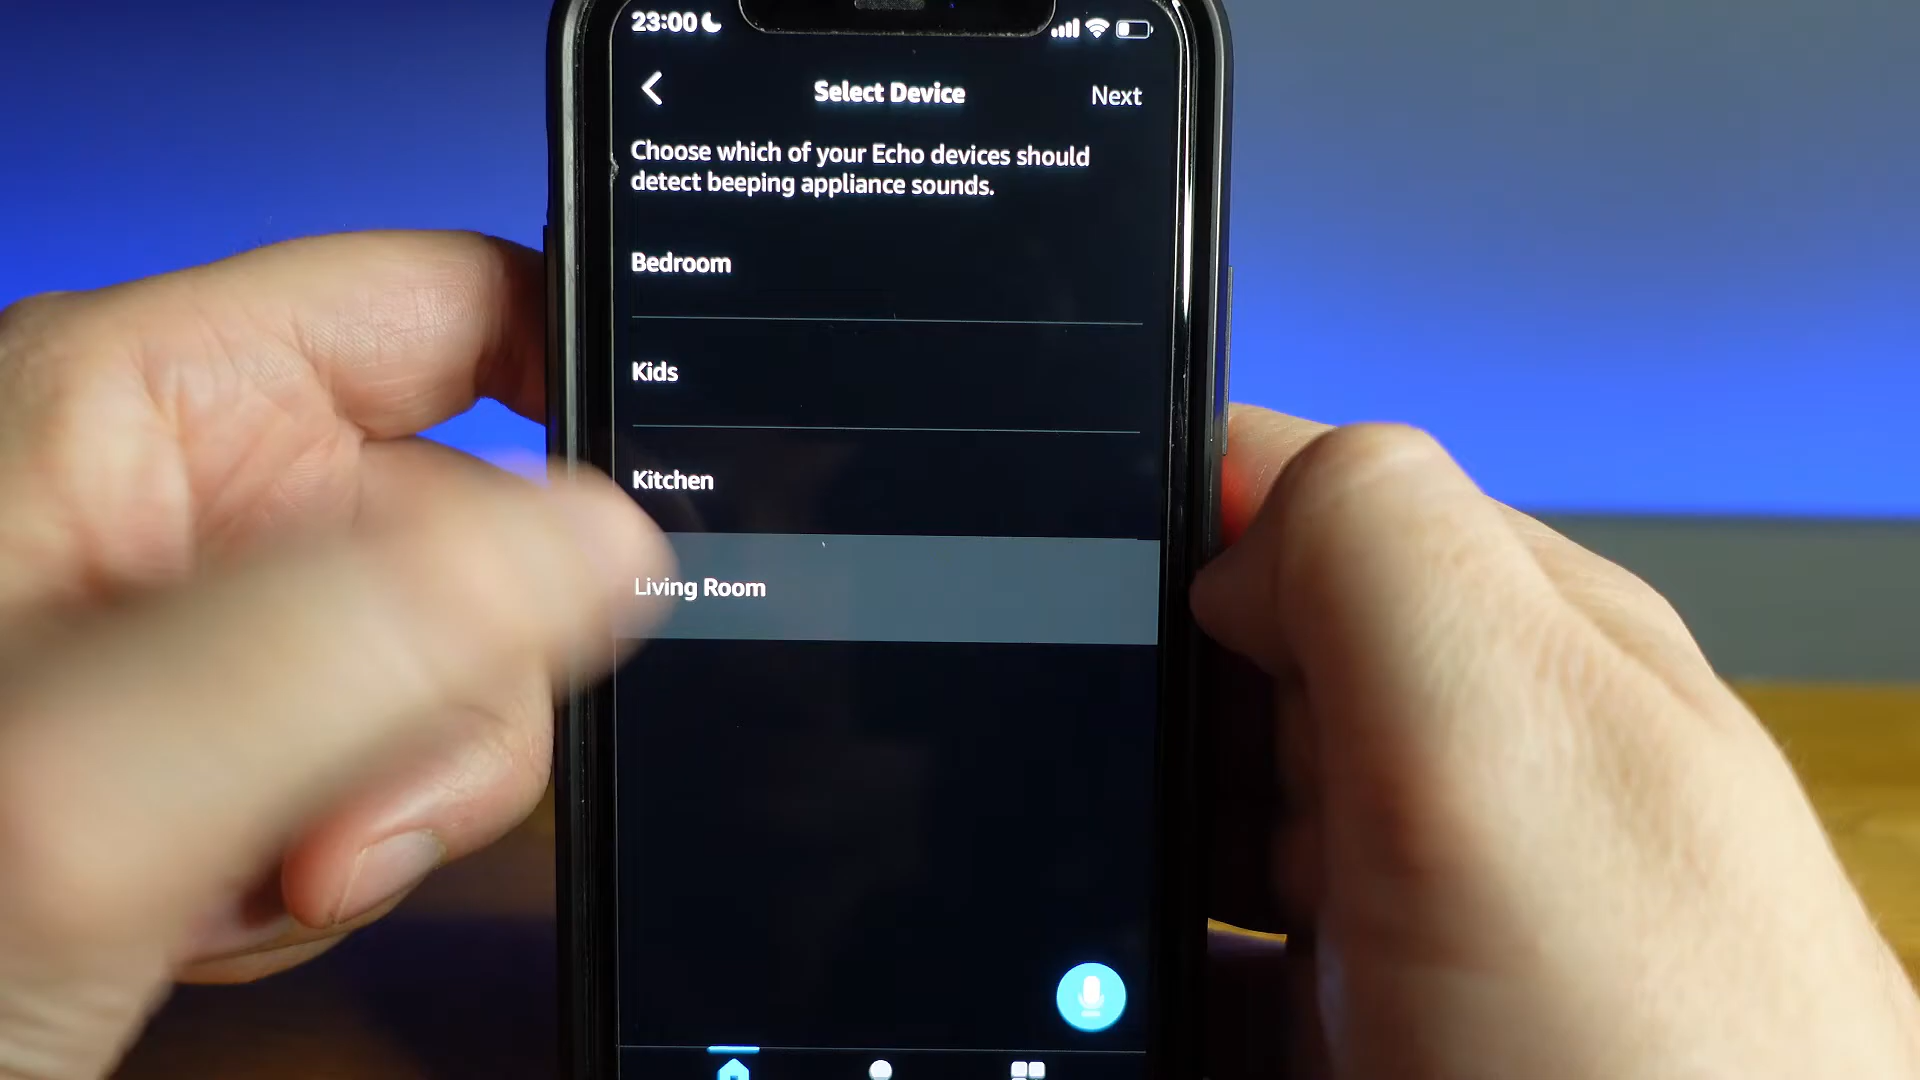 23:00
Select Device
Next
Choose which of your Echo devices should
detect beeping appliance sounds.
Bedroom
Kids
Kitchen
Living Room